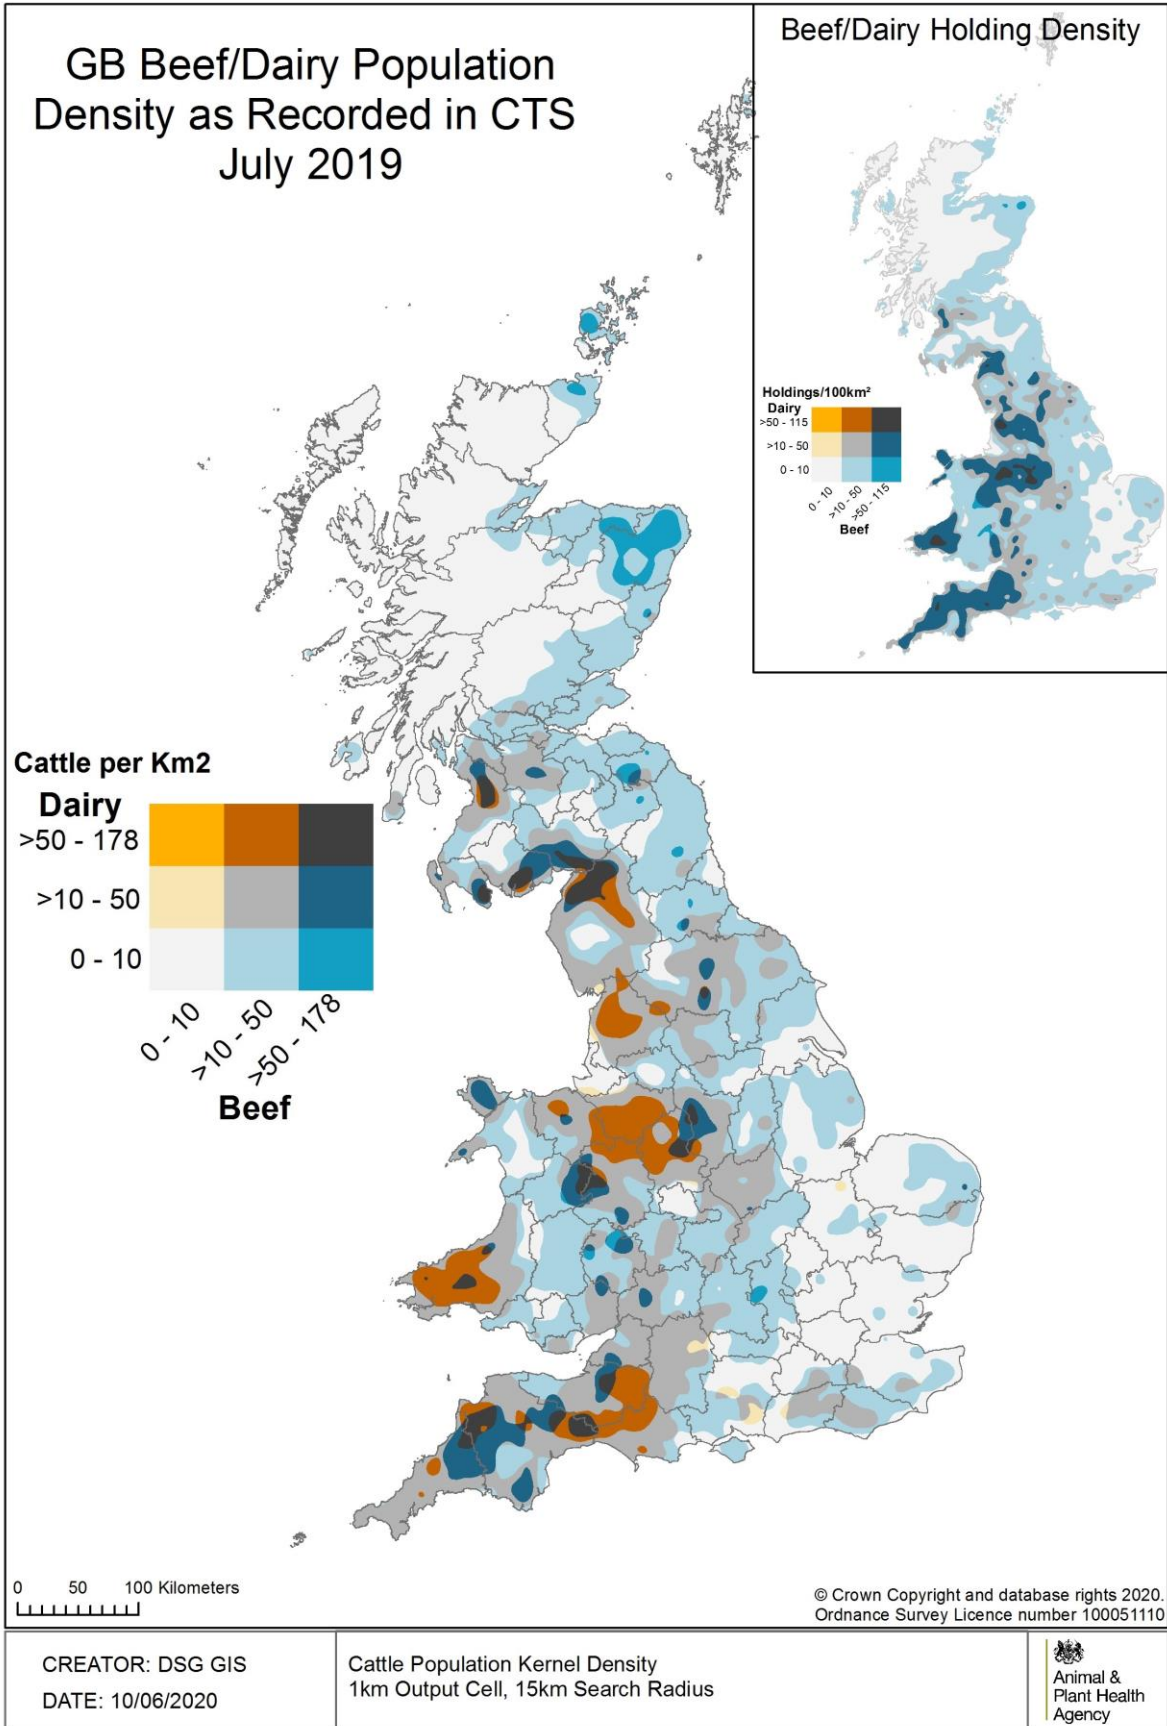 GB Beef/Dairy Population
Density as Recorded in CTS
July 2019
Beef/Dairy Holding Density
Holdings/100km²
Dairy
>50 - 115
>10 - 50
0 - 10
0 - 10
>10 - 50
>50 - 115
Beef
Cattle per Km2
Dairy
>50 - 178
>10 - 50
0 - 10
0 - 10
>10 - 50
>50 - 178
Beef
0 50 100 Kilometers
© Crown Copyright and database rights 2020.
Ordnance Survey Licence number 100051110
CREATOR: DSG GIS
DATE: 10/06/2020
Cattle Population Kernel Density
1km Output Cell, 15km Search Radius
Animal &
Plant Health
Agency